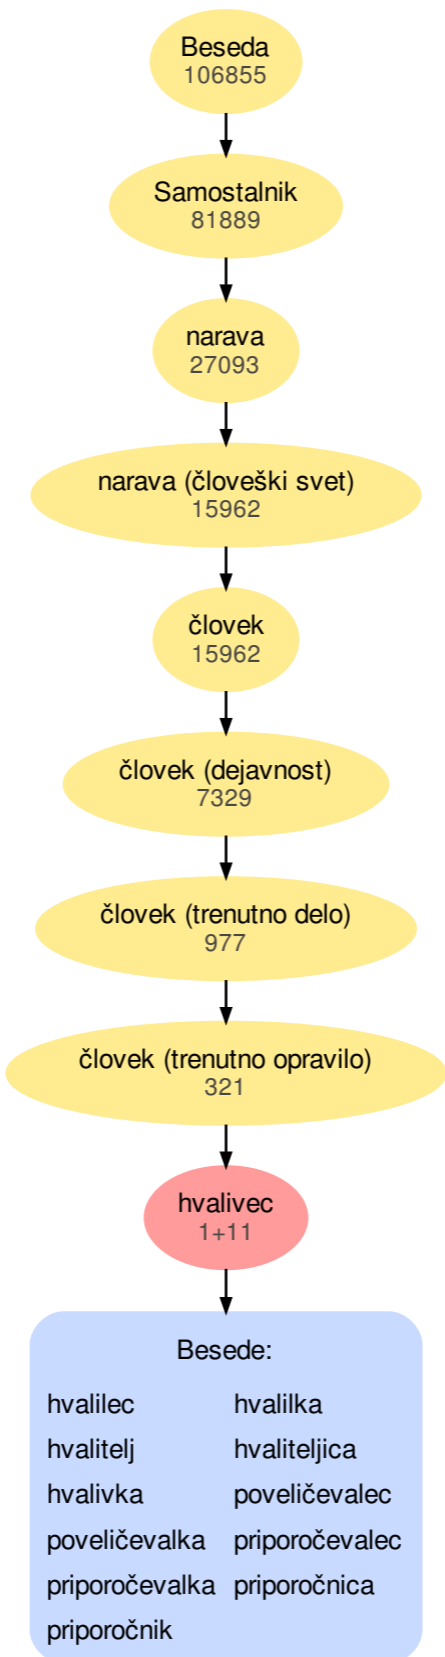 Beseda
106855
Samostalnik
81889
narava
27093
narava (človeški svet)
15962
človek
15962
človek (dejavnost)
7329
človek (trenutno delo)
977
človek (trenutno opravilo)
321
hvalivec
1+11
Besede:
hvalilec hvalilka
hvalitelj hvaliteljica
hvalivka poveličevalec
poveličevalka priporočevalec
priporočevalka priporočnica
priporočnik